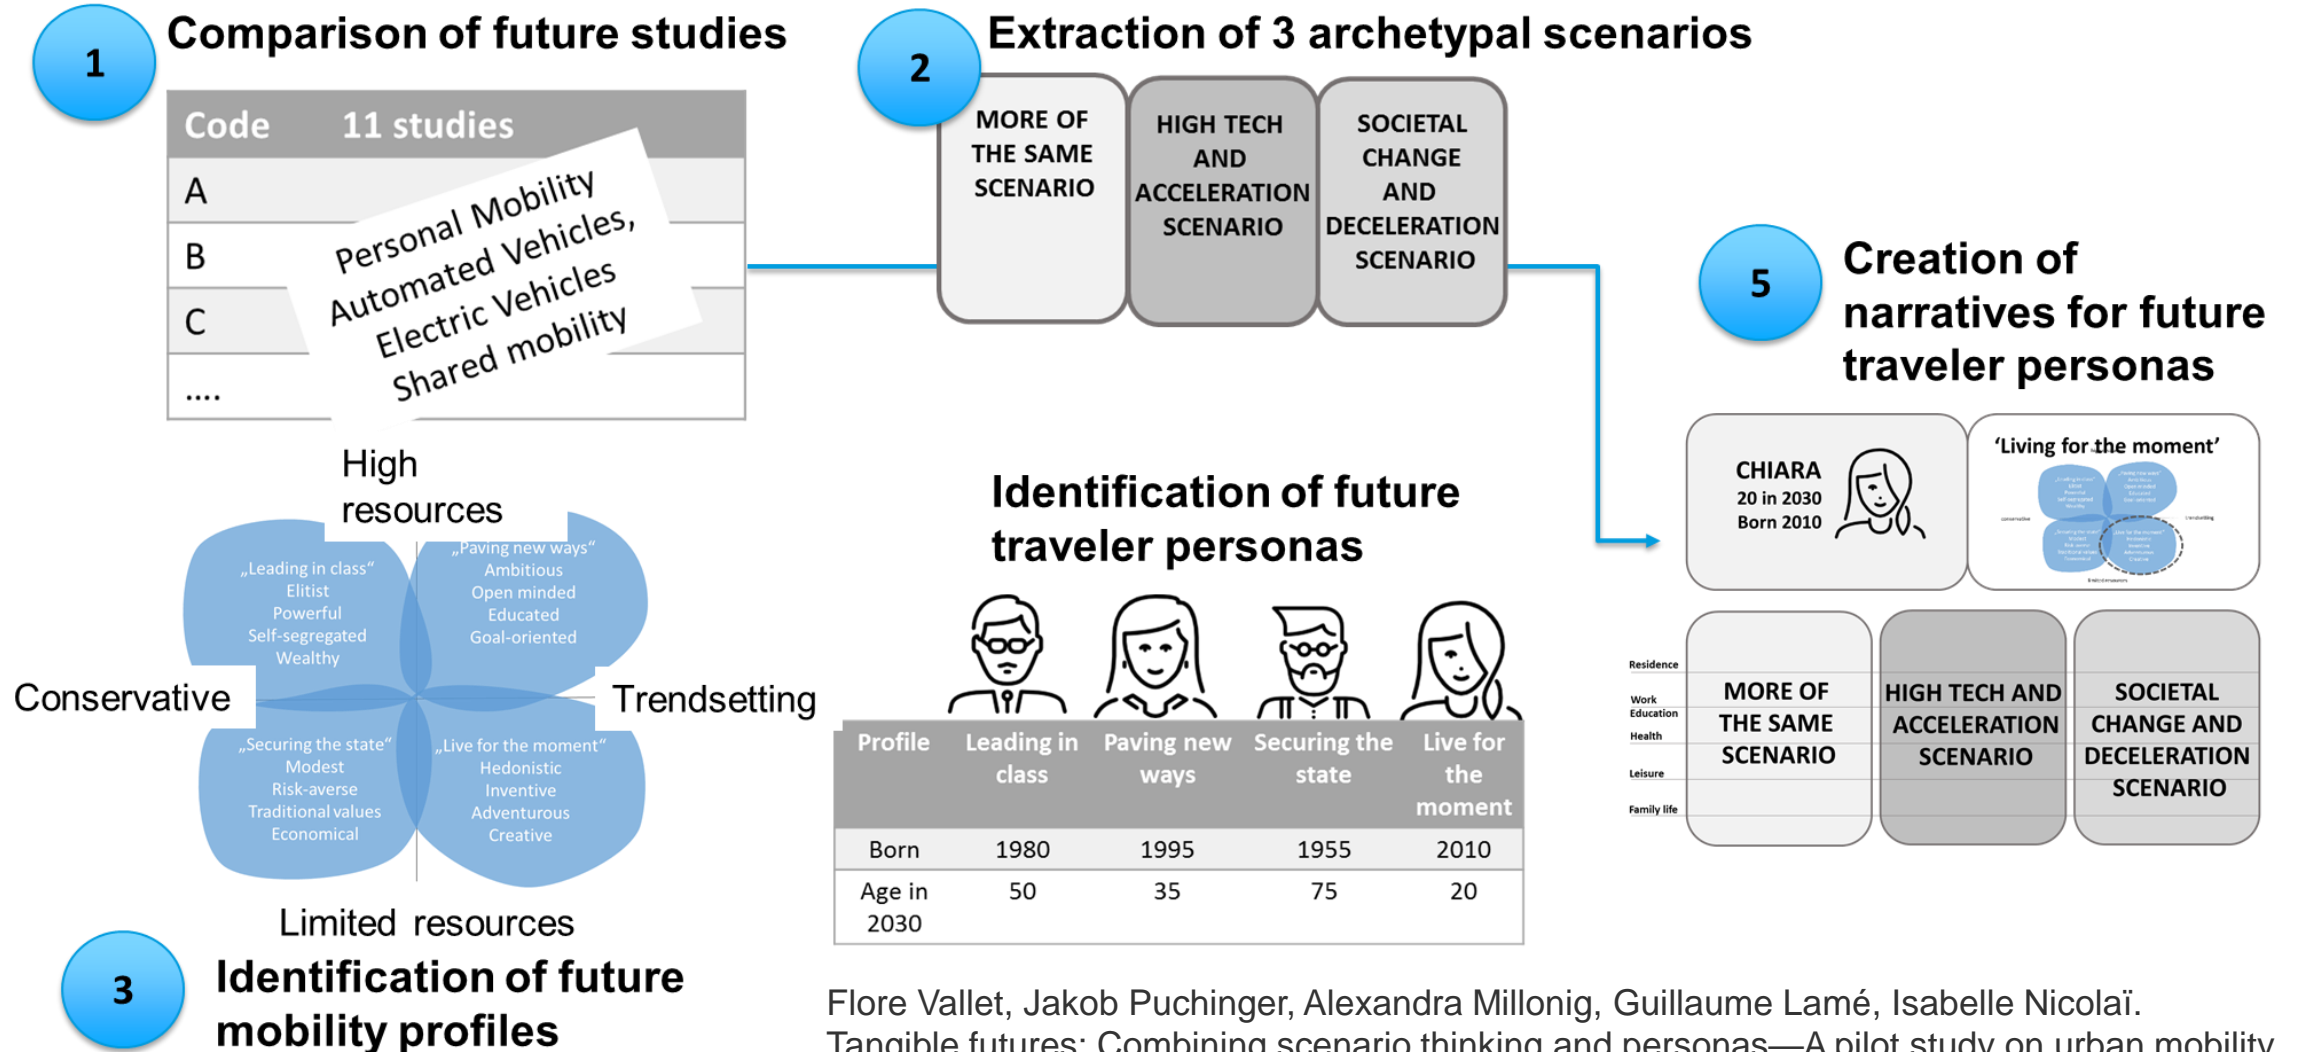 1
Comparison of future studies
Code 11 studies
A
B
C
....
Personal Mobility
Automated Vehicles,
Electric Vehicles
Shared mobility
2
Extraction of 3 archetypal scenarios
MORE OF
THE SAME
SCENARIO
HIGH TECH
AND
ACCELERATION
SCENARIO
SOCIETAL
CHANGE
AND
DECELERATION
SCENARIO
High
resources
„Leading in class“
Elitist
Powerful
Self-segregated
Wealthy
„Paving new ways“
Ambitious
Open minded
Educated
Goal-oriented
Conservative
Trendsetting
„Securing the state“
Modest
Risk-averse
Traditional values
Economical
„Live for the moment“
Hedonistic
Inventive
Adventurous
Creative
Limited resources
3
Identification of future
mobility profiles
Identification of future
traveler personas
Profile Leading in class Paving new ways Securing the state Live for the moment
Born 1980 1995 1955 2010
Age in 2030 50 35 75 20
5
Creation of
narratives for future
traveler personas
CHIARA
20 in 2030
Born 2010
‘Living for the moment’
conservative
trendsetting
limited resources
Residence
Work
Education
Health
Leisure
Family life
MORE OF
THE SAME
SCENARIO
HIGH TECH AND
ACCELERATION
SCENARIO
SOCIETAL
CHANGE AND
DECELERATION
SCENARIO
Flore Vallet, Jakob Puchinger, Alexandra Millonig, Guillaume Lamé, Isabelle Nicolaï.
Tangible futures: Combining scenario thinking and personas—A pilot study on urban mobility